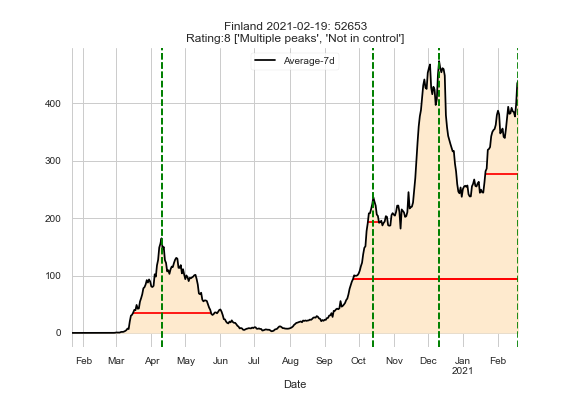 Finland 2021-02-19: 52653
Rating:8 ['Multiple peaks', 'Not in control']
Average-7d
400
300
200
100
0
Feb Mar Apr May Jun Jul Aug Sep Oct Nov Dec Jan Feb
2021
Date